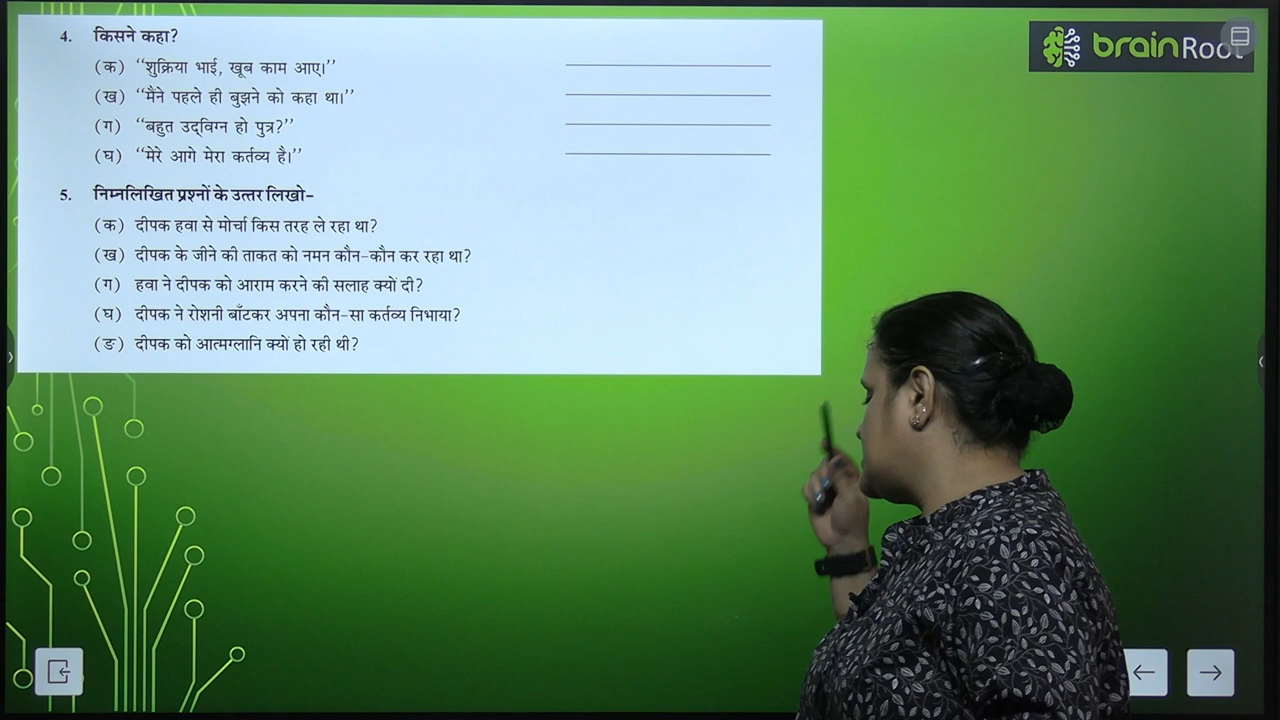 brainRoot
4. किसने कहा?
(क) "शुक्रिया भाई, खूब काम आए।"
(ख) "मैंने पहले ही बुझने को कहा था।"
(ग) "बहुत उद्‌विग्न हो पुत्र?"
(घ) "मेरे आगे मेरा कर्तव्य है।"
5. निम्नलिखित प्रश्नों के उत्तर लिखो-
(क) दीपक हवा से मोर्चा किस तरह ले रहा था?
(ख) दीपक के जीने की ताकत को नमन कौन-कौन कर रहा था?
(ग) हवा ने दीपक को आराम करने की सलाह क्यों दी?
(घ) दीपक ने रोशनी बाँटकर अपना कौन-सा कर्तव्य निभाया?
(ङ) दीपक को आत्मग्लानि क्यों हो रही थी?